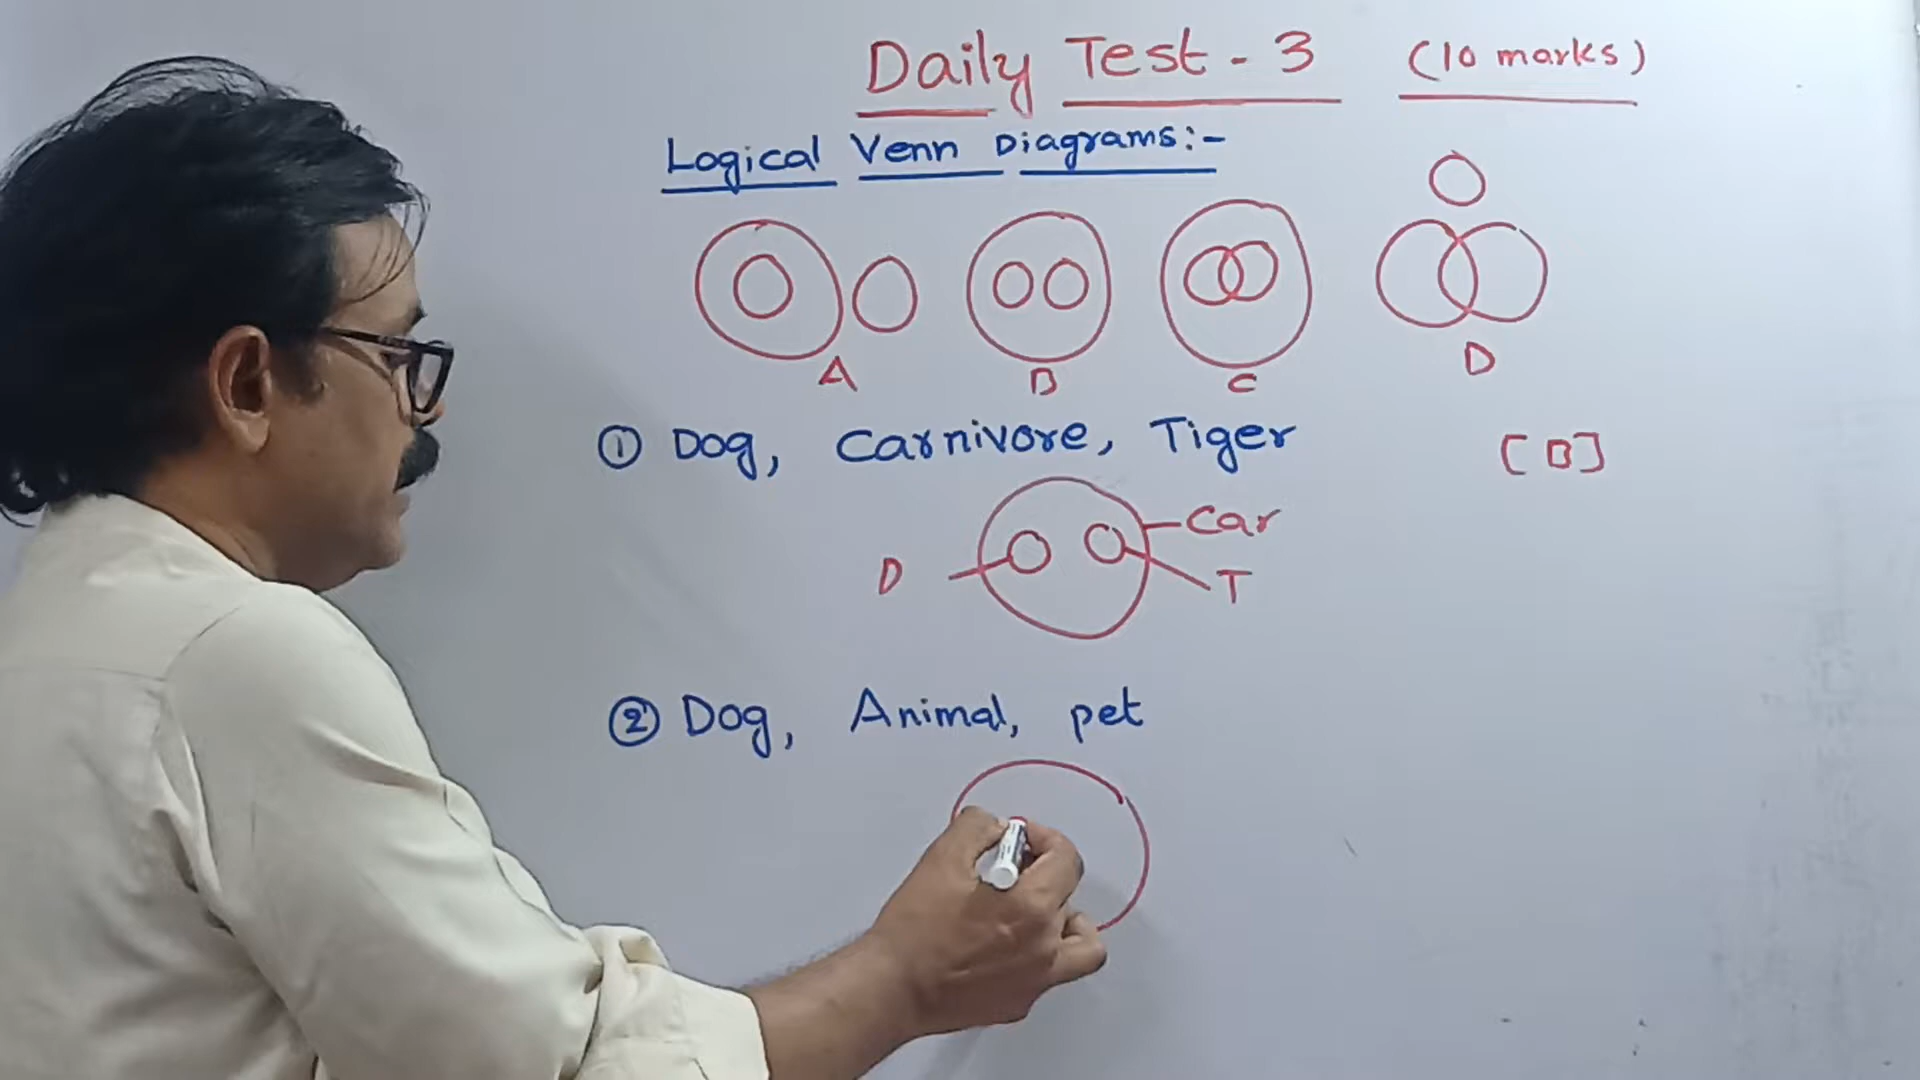 Daily Test - 3 (10 marks)
Logical Venn Diagrams:-
A B C D
① Dog, Carnivore, Tiger [B]
Car
D T
② Dog, Animal, pet